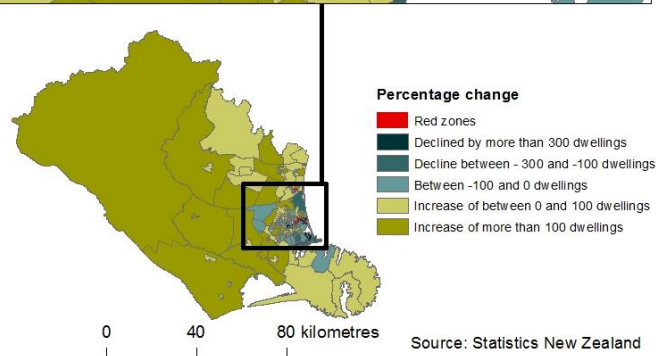 Percentage change
Red zones
Declined by more than 300 dwellings
Decline between - 300 and -100 dwellings
Between -100 and 0 dwellings
Increase of between 0 and 100 dwellings
Increase of more than 100 dwellings
0 40 80 kilometres
Source: Statistics New Zealand